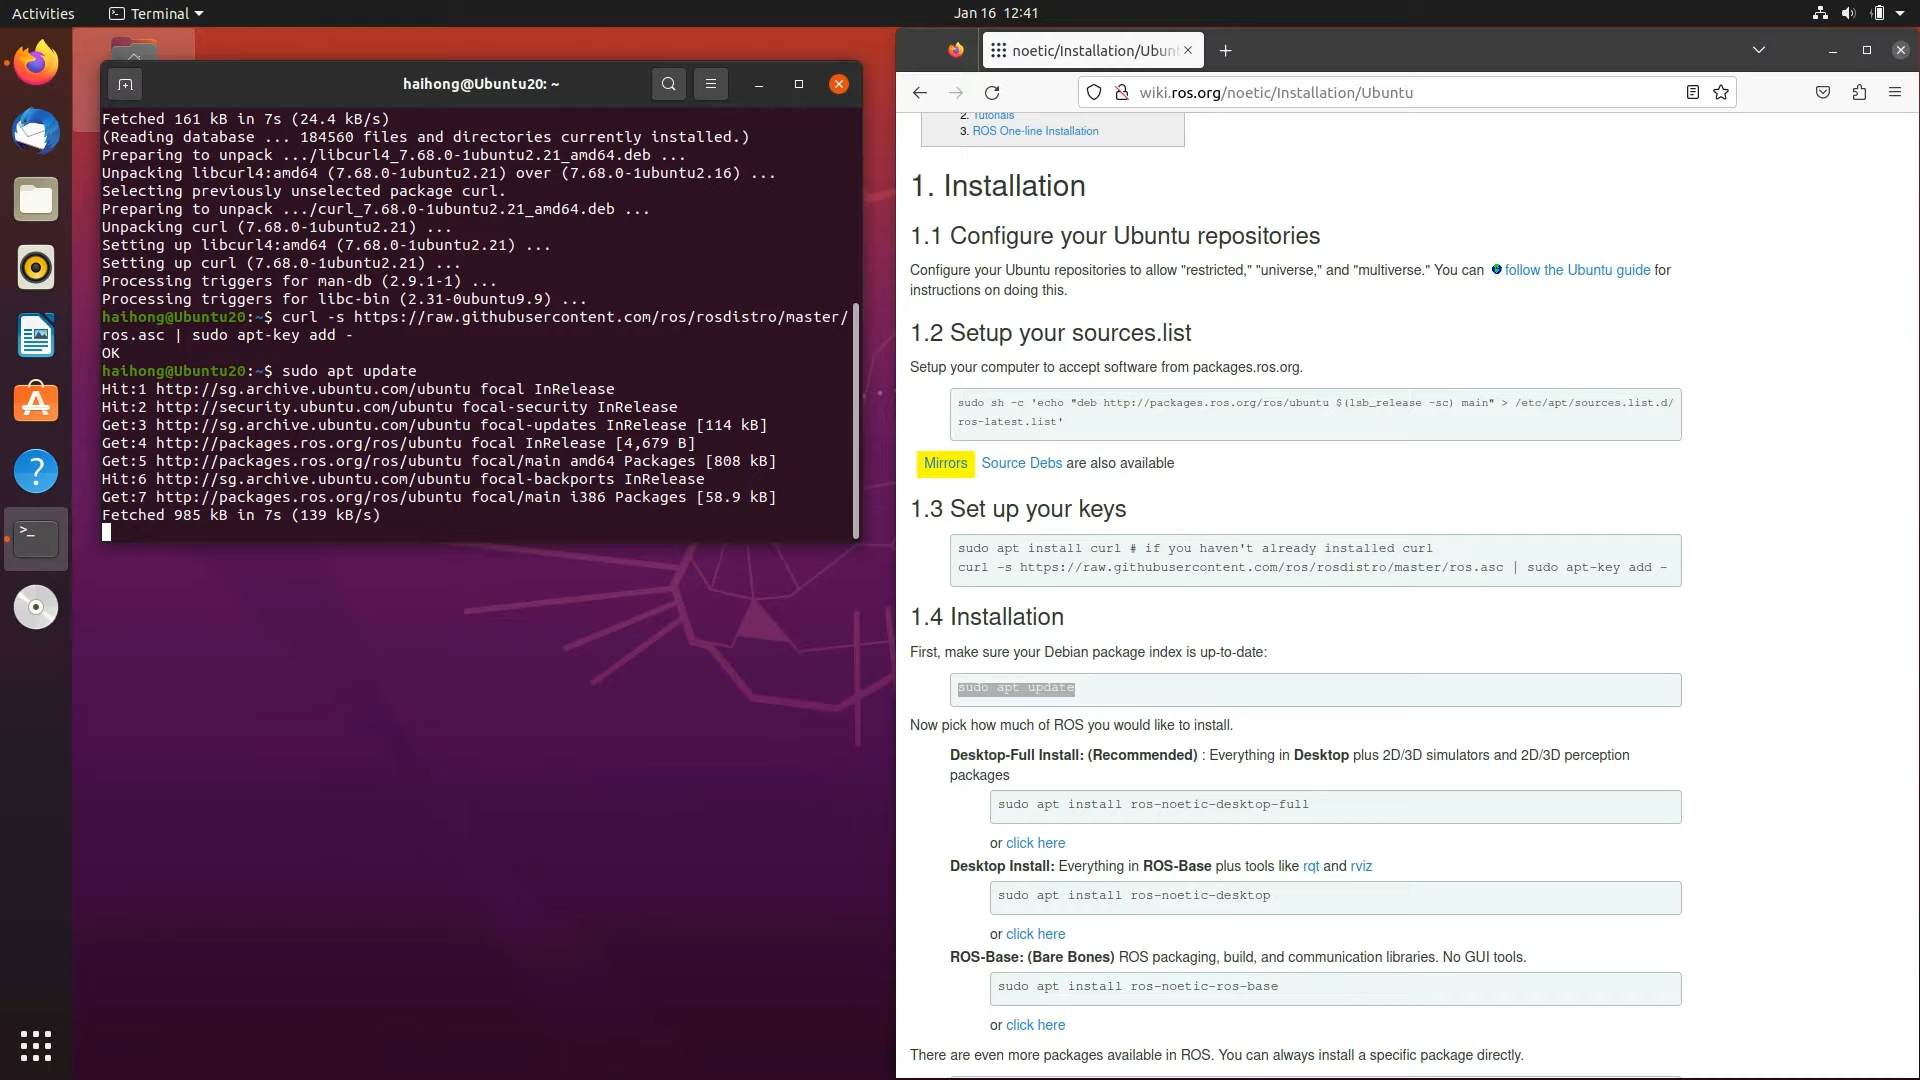 Activities
Terminal
Jan 16 12:41
haihong@Ubuntu20: ~
Fetched 161 kB in 7s (24.4 kB/s)
(Reading database ... 184560 files and directories currently installed.)
Preparing to unpack .../libcurl4_7.68.0-1ubuntu2.21_amd64.deb ...
Unpacking libcurl4:amd64 (7.68.0-1ubuntu2.21) over (7.68.0-1ubuntu2.16) ...
Selecting previously unselected package curl.
Preparing to unpack .../curl_7.68.0-1ubuntu2.21_amd64.deb ...
Unpacking curl (7.68.0-1ubuntu2.21) ...
Setting up libcurl4:amd64 (7.68.0-1ubuntu2.21) ...
Setting up curl (7.68.0-1ubuntu2.21) ...
Processing triggers for man-db (2.9.1-1) ...
Processing triggers for libc-bin (2.31-0ubuntu9.9) ...
haihong@Ubuntu20:~$ curl -s https://raw.githubusercontent.com/ros/rosdistro/master/
ros.asc | sudo apt-key add -
OK
haihong@Ubuntu20:~$ sudo apt update
Hit:1 http://sg.archive.ubuntu.com/ubuntu focal InRelease
Hit:2 http://security.ubuntu.com/ubuntu focal-security InRelease
Get:3 http://sg.archive.ubuntu.com/ubuntu focal-updates InRelease [114 kB]
Get:4 http://packages.ros.org/ros/ubuntu focal InRelease [4,679 B]
Get:5 http://packages.ros.org/ros/ubuntu focal/main amd64 Packages [808 kB]
Hit:6 http://sg.archive.ubuntu.com/ubuntu focal-backports InRelease
Get:7 http://packages.ros.org/ros/ubuntu focal/main i386 Packages [58.9 kB]
Fetched 985 kB in 7s (139 kB/s)
noetic/Installation/Ubun
wiki.ros.org/noetic/Installation/Ubuntu
2. Tutorials
3. ROS One-line Installation
1. Installation
1.1 Configure your Ubuntu repositories
Configure your Ubuntu repositories to allow "restricted," "universe," and "multiverse." You can follow the Ubuntu guide for
instructions on doing this.
1.2 Setup your sources.list
Setup your computer to accept software from packages.ros.org.
sudo sh -c 'echo "deb http://packages.ros.org/ros/ubuntu $(lsb_release -sc) main" > /etc/apt/sources.list.d/
ros-latest.list'
Mirrors Source Debs are also available
1.3 Set up your keys
sudo apt install curl # if you haven't already installed curl
curl -s https://raw.githubusercontent.com/ros/rosdistro/master/ros.asc | sudo apt-key add -
1.4 Installation
First, make sure your Debian package index is up-to-date:
sudo apt update
Now pick how much of ROS you would like to install.
Desktop-Full Install: (Recommended) : Everything in Desktop plus 2D/3D simulators and 2D/3D perception
packages
sudo apt install ros-noetic-desktop-full
or click here
Desktop Install: Everything in ROS-Base plus tools like rqt and rviz
sudo apt install ros-noetic-desktop
or click here
ROS-Base: (Bare Bones) ROS packaging, build, and communication libraries. No GUI tools.
sudo apt install ros-noetic-ros-base
or click here
There are even more packages available in ROS. You can always install a specific package directly.